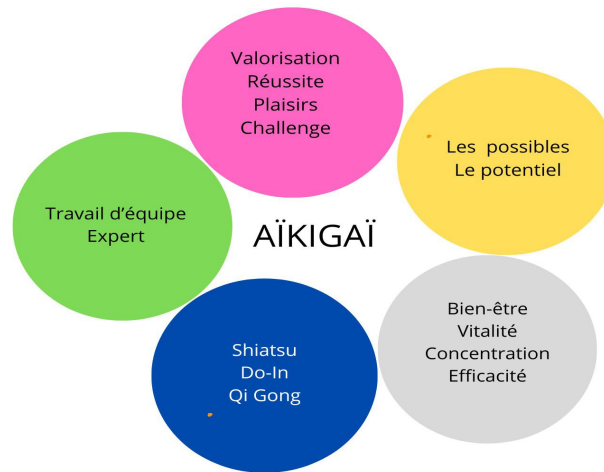 Valorisation
Réussite
Plaisirs
Challenge
Les possibles
Le potentiel
Travail d’équipe
Expert
AÏKIGAÏ
Bien-être
Vitalité
Concentration
Efficacité
Shiatsu
Do-In
Qi Gong